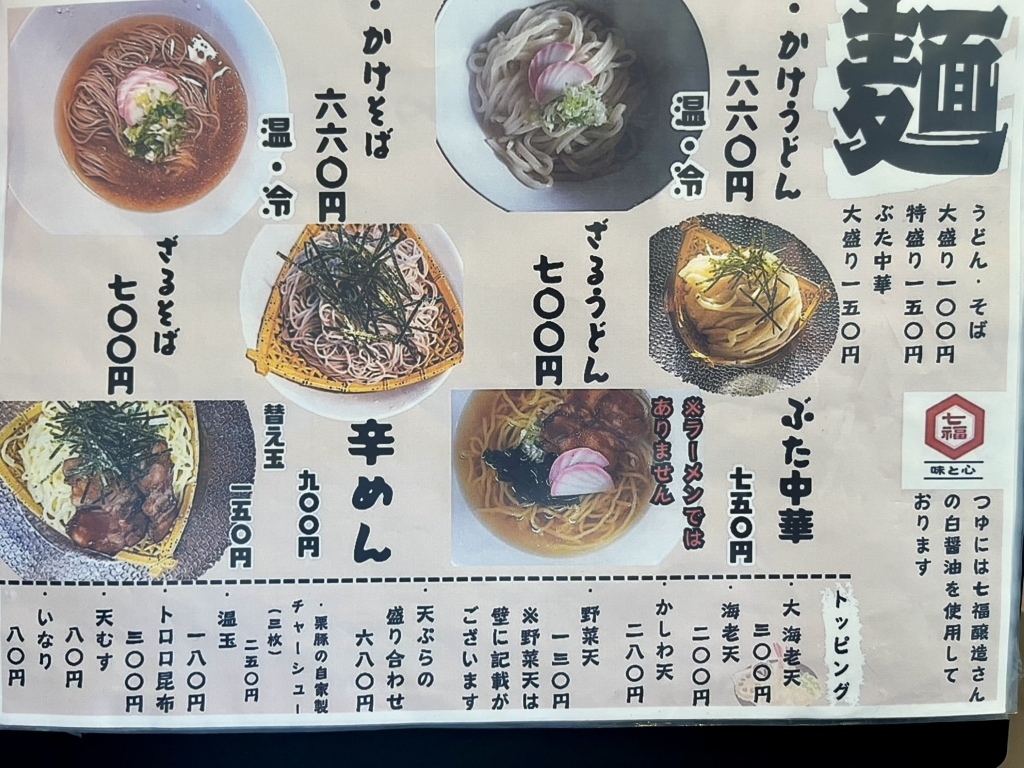 麺
うどん・そば
大盛り一〇〇円
特盛り一五〇円
ぶた中華
大盛り一五〇円
・かけうどん
六六〇円
温・冷
・かけそば
六六〇円
温・冷
ざるうどん
七〇〇円
ざるそば
七〇〇円
七福
味と心
つゆには七福醸造さん
の白醤油を使用して
おります
ぶた中華
七五〇円
※ラーメンでは
ありません
辛めん
九〇〇円
替え玉
二五〇円
トッピング
・大海老天
三〇〇円
・海老天
二〇〇円
・かしわ天
二八〇円
・野菜天
一三〇円
※野菜天は
壁に記載が
ございます
・天ぷらの
盛り合わせ
六八〇円
・栗豚の自家製
チャーシュー
(三枚)
二五〇円
・温玉
一八〇円
・トロロ昆布
三〇〇円
・天むす
八〇円
・いなり
八〇円